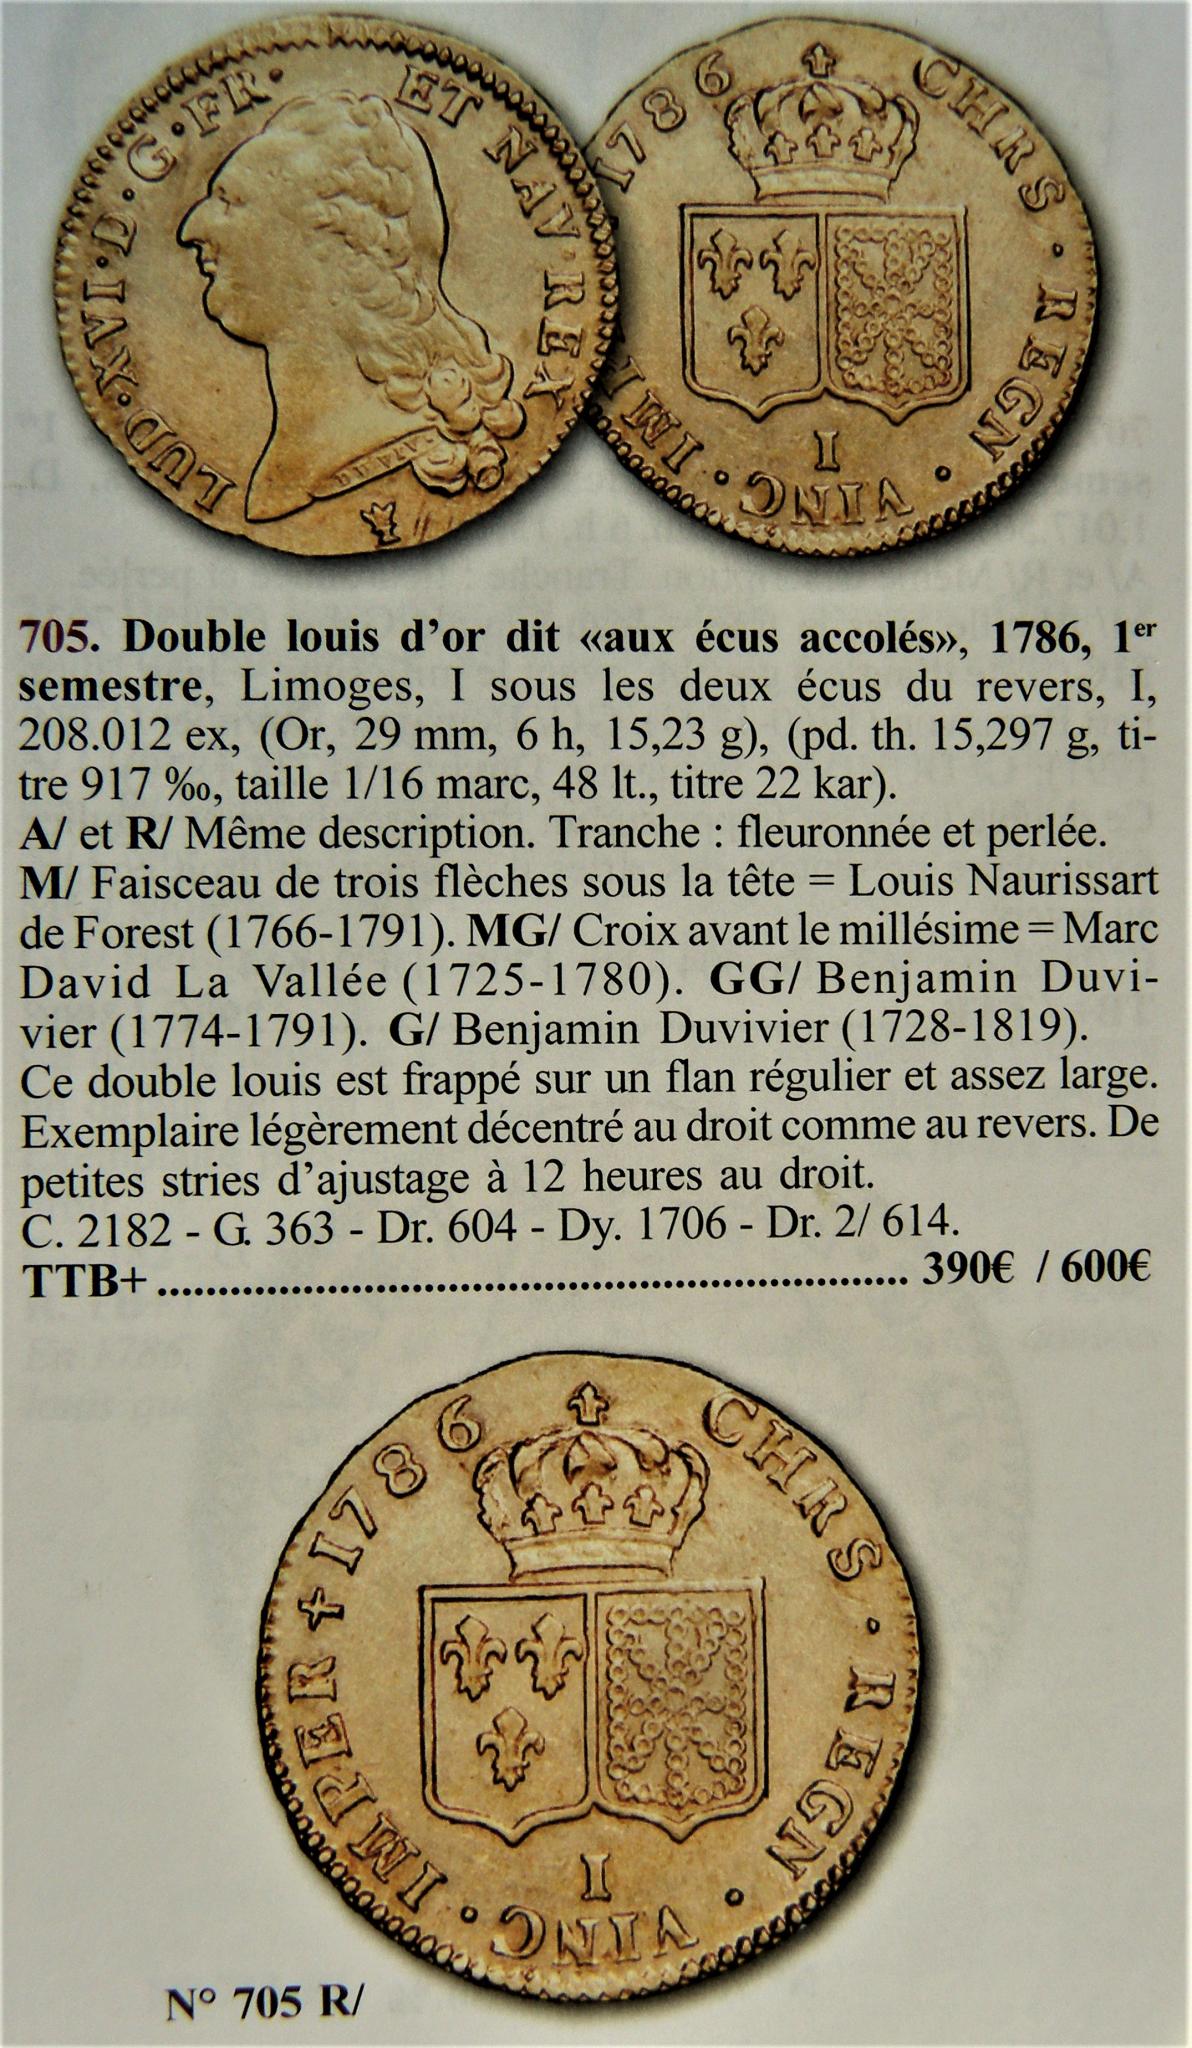 LUD·XVI·D·G·FR· ET NAV·REX
1786 CHRS·REGN·VINC·IM
I
705. Double louis d'or dit «aux écus accolés», 1786, 1er
semestre, Limoges, I sous les deux écus du revers, I,
208.012 ex, (Or, 29 mm, 6 h, 15,23 g), (pd. th. 15,297 g, ti-
tre 917 ‰, taille 1/16 marc, 48 lt., titre 22 kar).
A/ et R/ Même description. Tranche : fleuronnée et perlée.
M/ Faisceau de trois flèches sous la tête = Louis Naurissart
de Forest (1766-1791). MG/ Croix avant le millésime = Marc
David La Vallée (1725-1780). GG/ Benjamin Duvi-
vier (1774-1791). G/ Benjamin Duvivier (1728-1819).
Ce double louis est frappé sur un flan régulier et assez large.
Exemplaire légèrement décentré au droit comme au revers. De
petites stries d'ajustage à 12 heures au droit.
C. 2182 - G. 363 - Dr. 604 - Dy. 1706 - Dr. 2/ 614.
TTB+ .............................................................. 390€ / 600€
1786 CHRS·REGN·VINC·IMPER
I
N° 705 R/